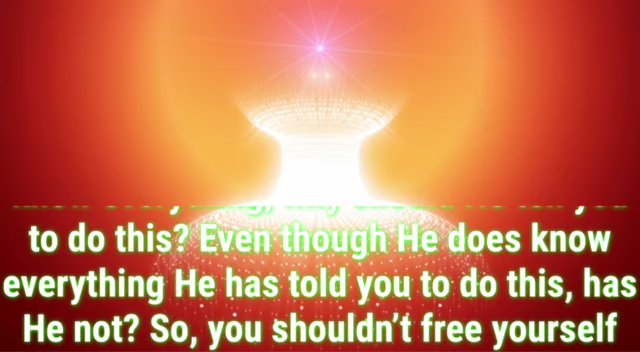 to do this? Even though He does know
everything He has told you to do this, has
He not? So, you shouldn’t free yourself